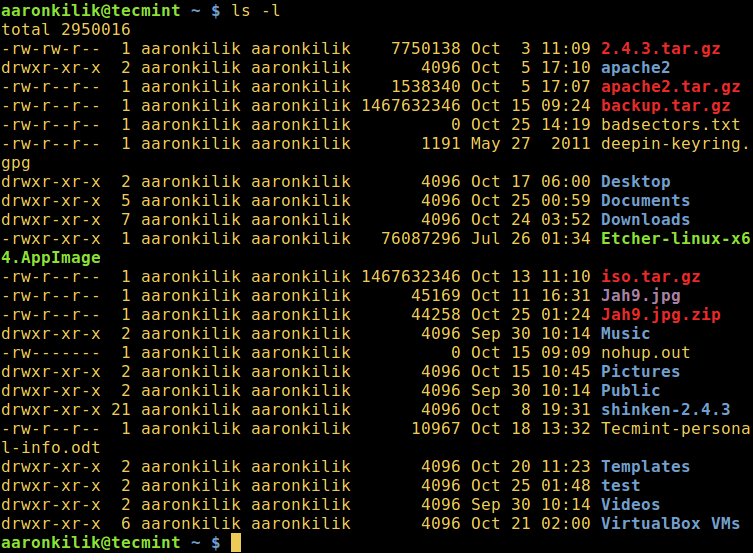 aaronkilik@tecmint ~ $ ls -l
total 2950016
-rw-rw-r--  1 aaronkilik aaronkilik    7750138 Oct  3 11:09 2.4.3.tar.gz
drwxr-xr-x  2 aaronkilik aaronkilik       4096 Oct  5 17:10 apache2
-rw-r--r--  1 aaronkilik aaronkilik    1538340 Oct  5 17:07 apache2.tar.gz
-rw-r--r--  1 aaronkilik aaronkilik 1467632346 Oct 15 09:24 backup.tar.gz
-rw-r--r--  1 aaronkilik aaronkilik          0 Oct 25 14:19 badsectors.txt
-rw-r--r--  1 aaronkilik aaronkilik       1191 May 27  2011 deepin-keyring.
gpg
drwxr-xr-x  2 aaronkilik aaronkilik       4096 Oct 17 06:00 Desktop
drwxr-xr-x  5 aaronkilik aaronkilik       4096 Oct 25 00:59 Documents
drwxr-xr-x  7 aaronkilik aaronkilik       4096 Oct 24 03:52 Downloads
-rwxr-xr-x  1 aaronkilik aaronkilik   76087296 Jul 26 01:34 Etcher-linux-x6
4.AppImage
-rw-r--r--  1 aaronkilik aaronkilik 1467632346 Oct 13 11:10 iso.tar.gz
-rw-r--r--  1 aaronkilik aaronkilik      45169 Oct 11 16:31 Jah9.jpg
-rw-r--r--  1 aaronkilik aaronkilik      44258 Oct 25 01:24 Jah9.jpg.zip
drwxr-xr-x  2 aaronkilik aaronkilik       4096 Sep 30 10:14 Music
-rw-------  1 aaronkilik aaronkilik          0 Oct 15 09:09 nohup.out
drwxr-xr-x  2 aaronkilik aaronkilik       4096 Oct 15 10:45 Pictures
drwxr-xr-x  2 aaronkilik aaronkilik       4096 Sep 30 10:14 Public
drwxr-xr-x 21 aaronkilik aaronkilik       4096 Oct  8 19:31 shinken-2.4.3
-rw-r--r--  1 aaronkilik aaronkilik      10967 Oct 18 13:32 Tecmint-persona
l-info.odt
drwxr-xr-x  2 aaronkilik aaronkilik       4096 Oct 20 11:23 Templates
drwxr-xr-x  2 aaronkilik aaronkilik       4096 Oct 25 01:48 test
drwxr-xr-x  2 aaronkilik aaronkilik       4096 Sep 30 10:14 Videos
drwxr-xr-x  6 aaronkilik aaronkilik       4096 Oct 21 02:00 VirtualBox VMs
aaronkilik@tecmint ~ $